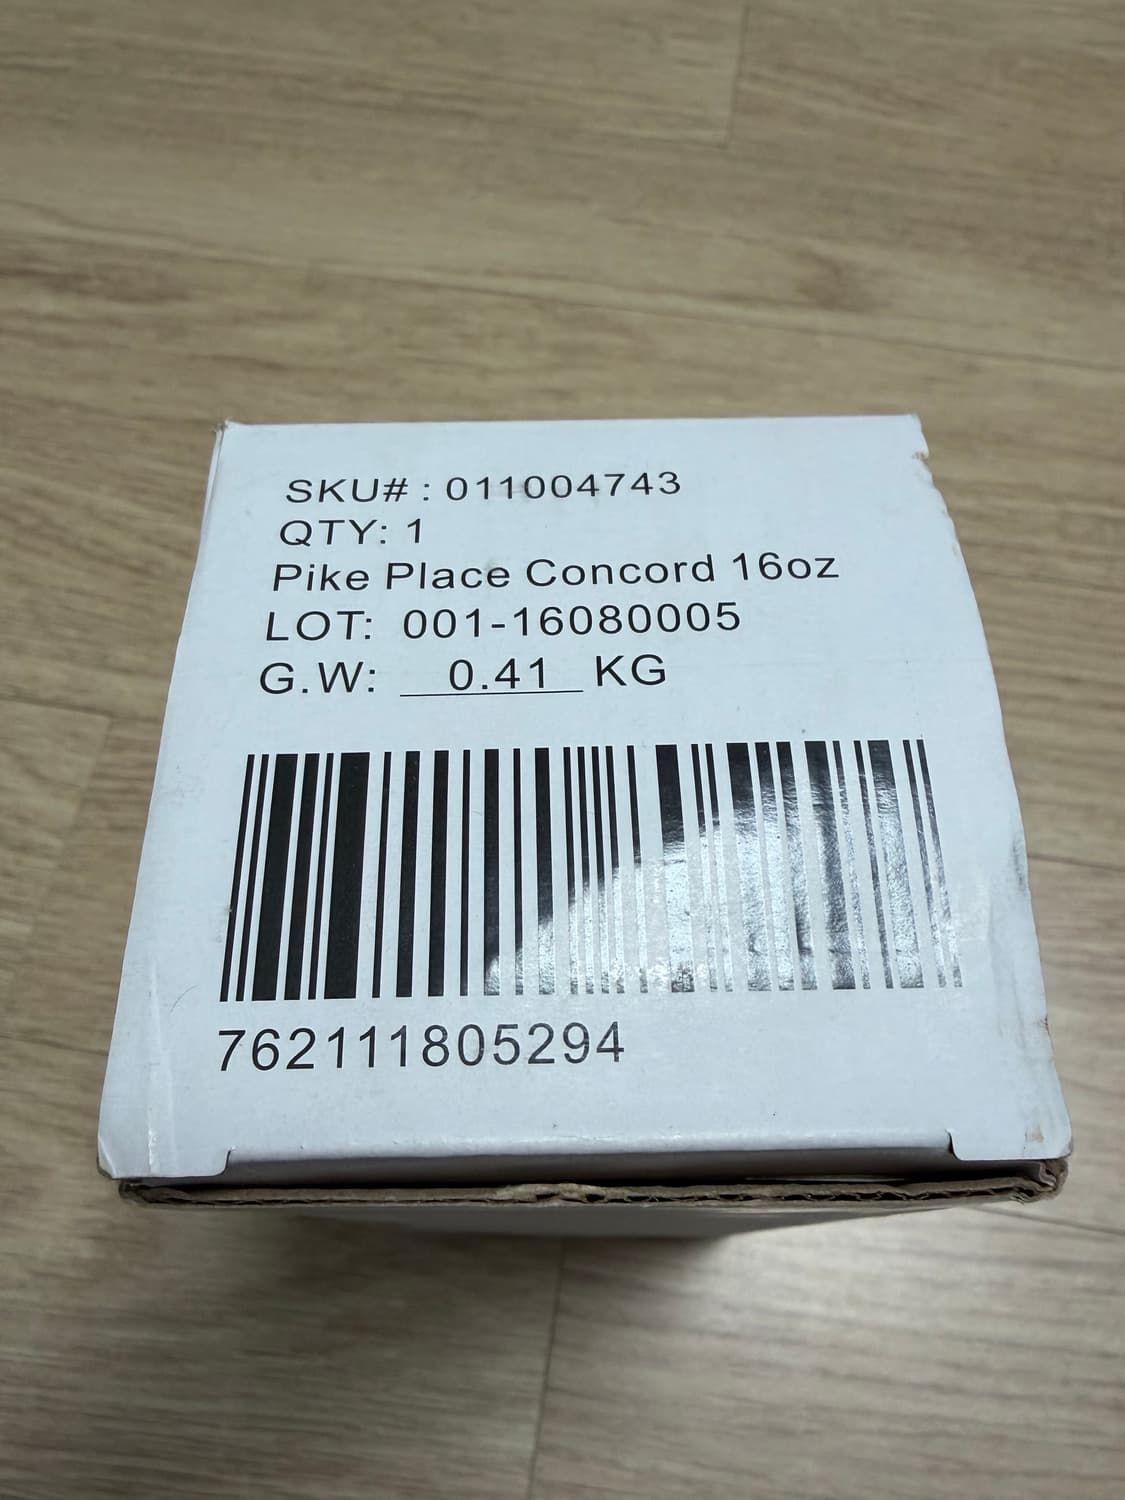 SKU# : 011004743
QTY: 1
Pike Place Concord 16oz
LOT: 001-16080005
G.W: 0.41 KG
762111805294